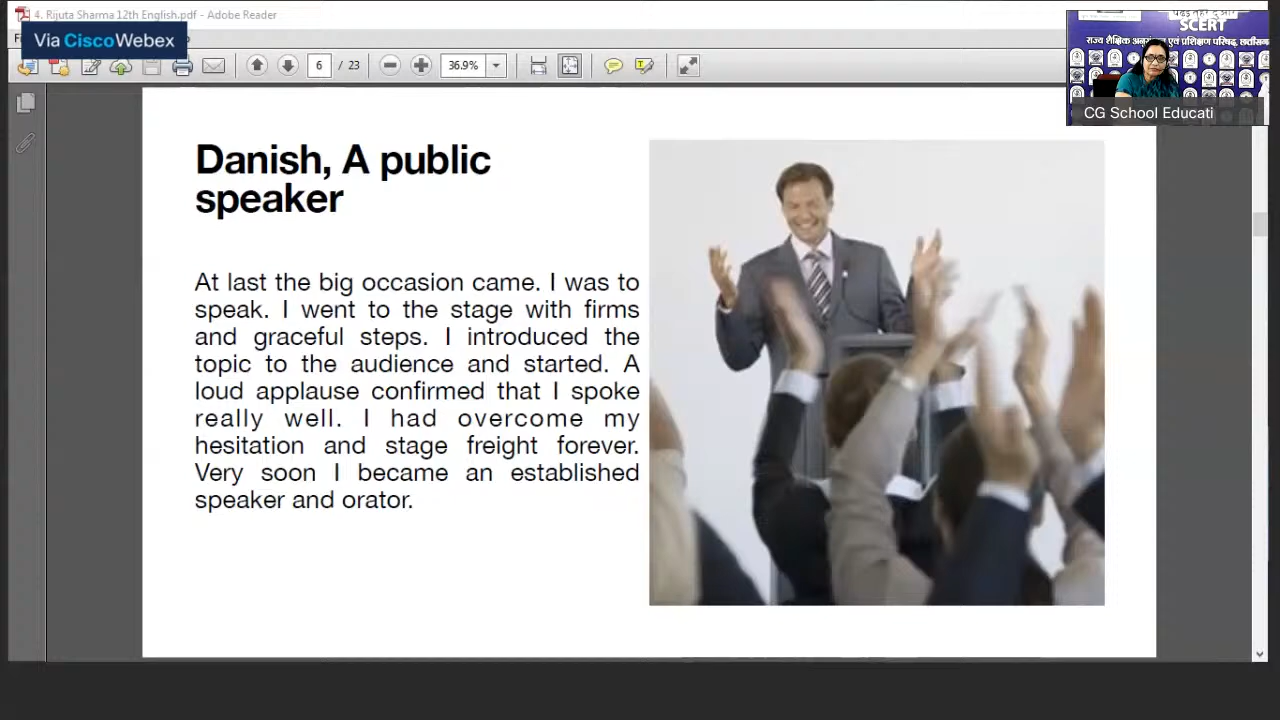 4. Rijuta Sharma 12th English.pdf - Adobe Reader
Via CiscoWebex
6 / 23
36.9%
SCERT
CG School Educati
Danish, A public
speaker
At last the big occasion came. I was to
speak. I went to the stage with firms
and graceful steps. I introduced the
topic to the audience and started. A
loud applause confirmed that I spoke
really well. I had overcome my
hesitation and stage freight forever.
Very soon I became an established
speaker and orator.